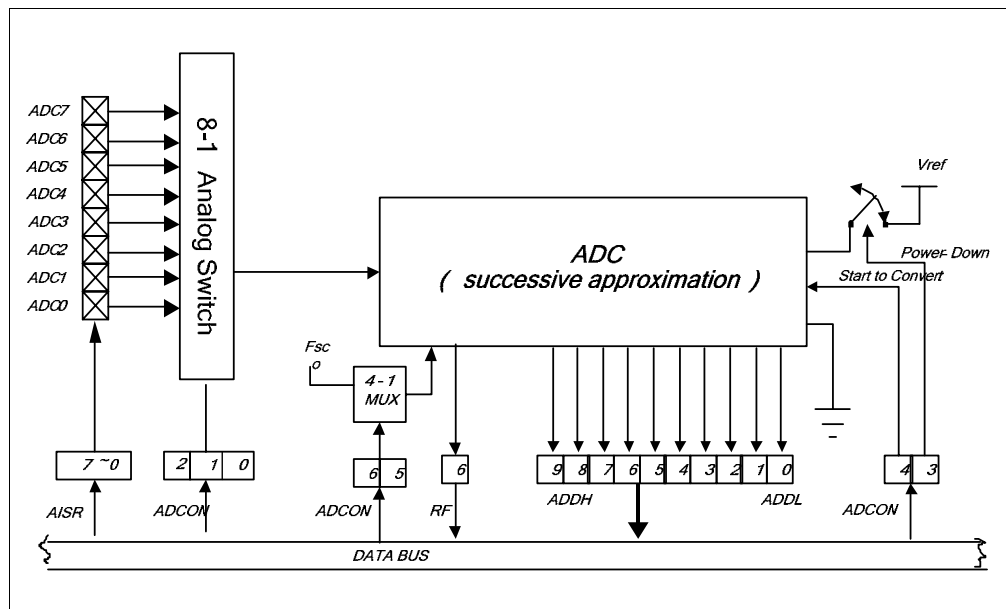 ADC7
ADC6
ADC5
ADC4
ADC3
ADC2
ADC1
ADC0
8-1 Analog Switch
ADC
( successive approximation )
Vref
Power-Down
Start to Convert
Fsc
o
4-1
MUX
7~0
2 1 0
6 5
6
9 8 7 6 5 4 3 2 1 0
4 3
AISR
ADCON
ADCON
RF
ADDH
ADDL
ADCON
DATA BUS